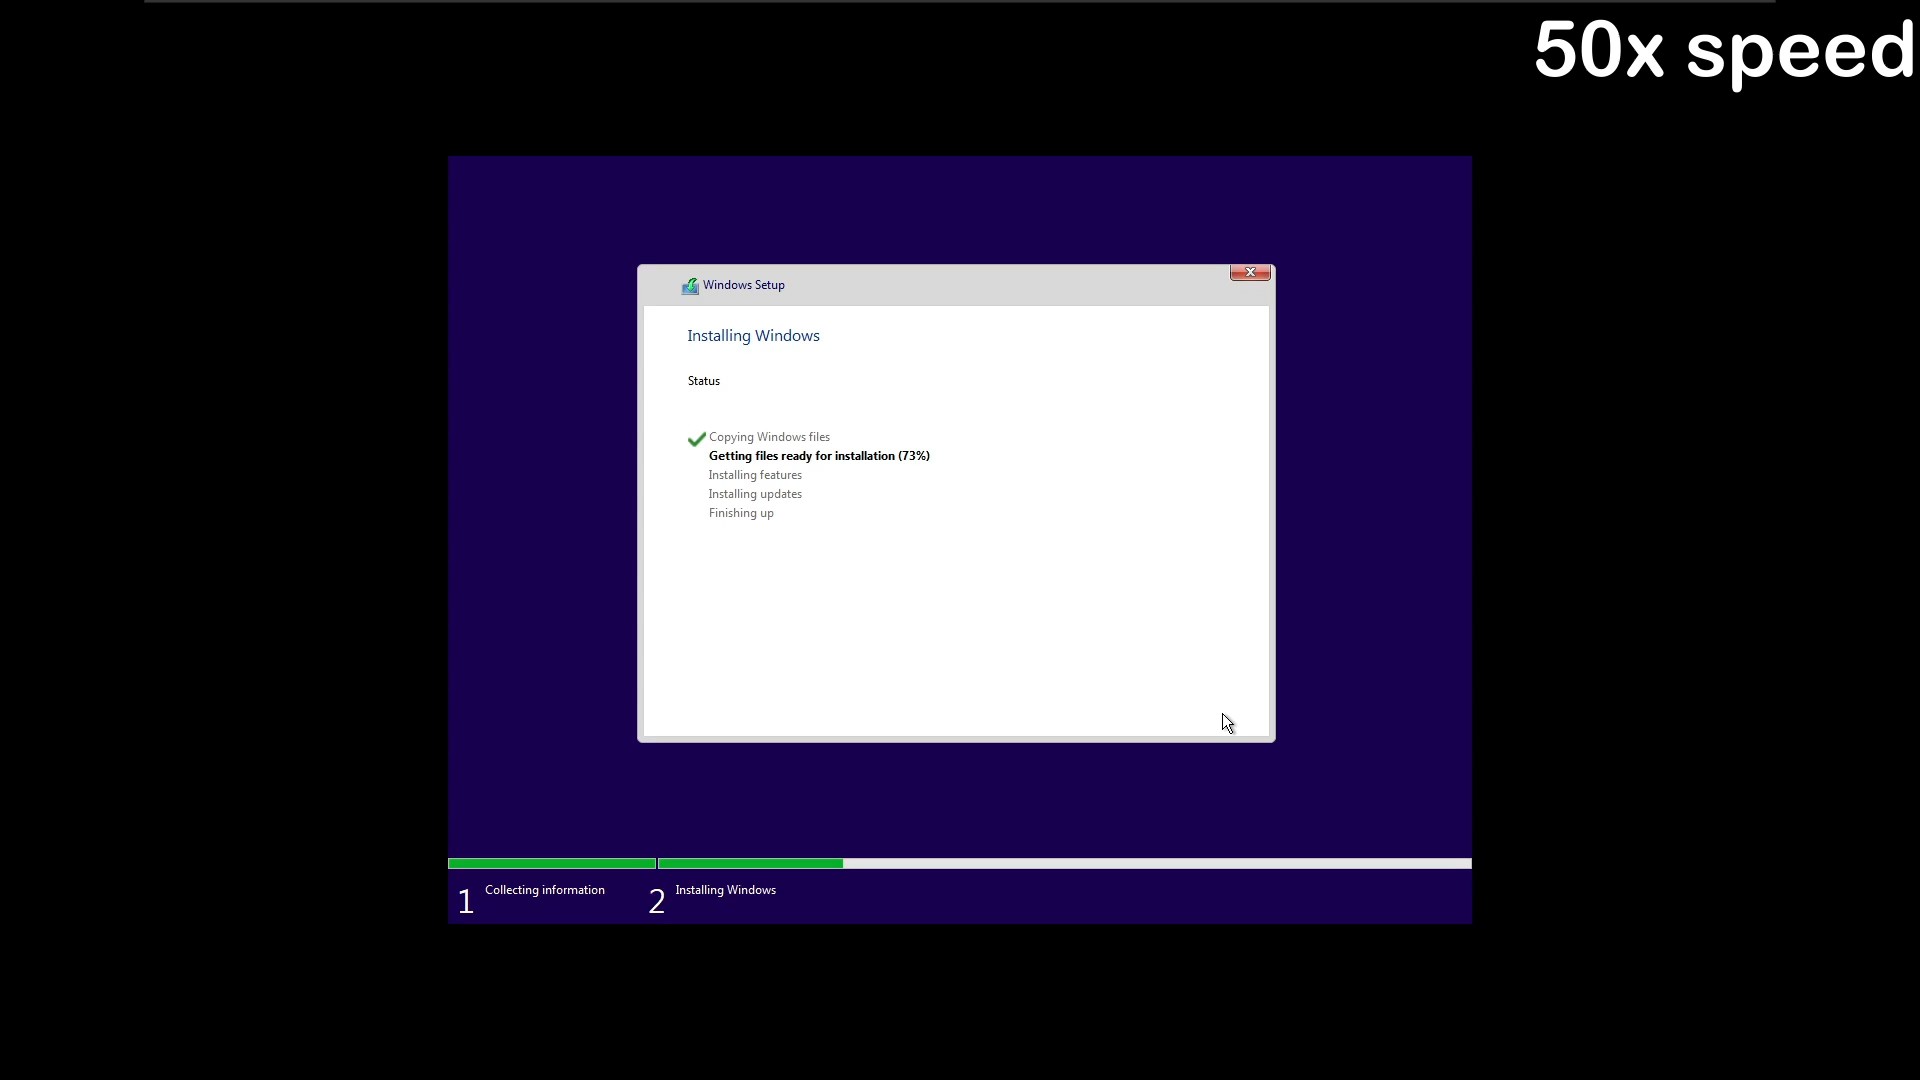 50x speed
Windows Setup
Installing Windows
Status
Copying Windows files
Getting files ready for installation (73%)
Installing features
Installing updates
Finishing up
1 Collecting information
2 Installing Windows